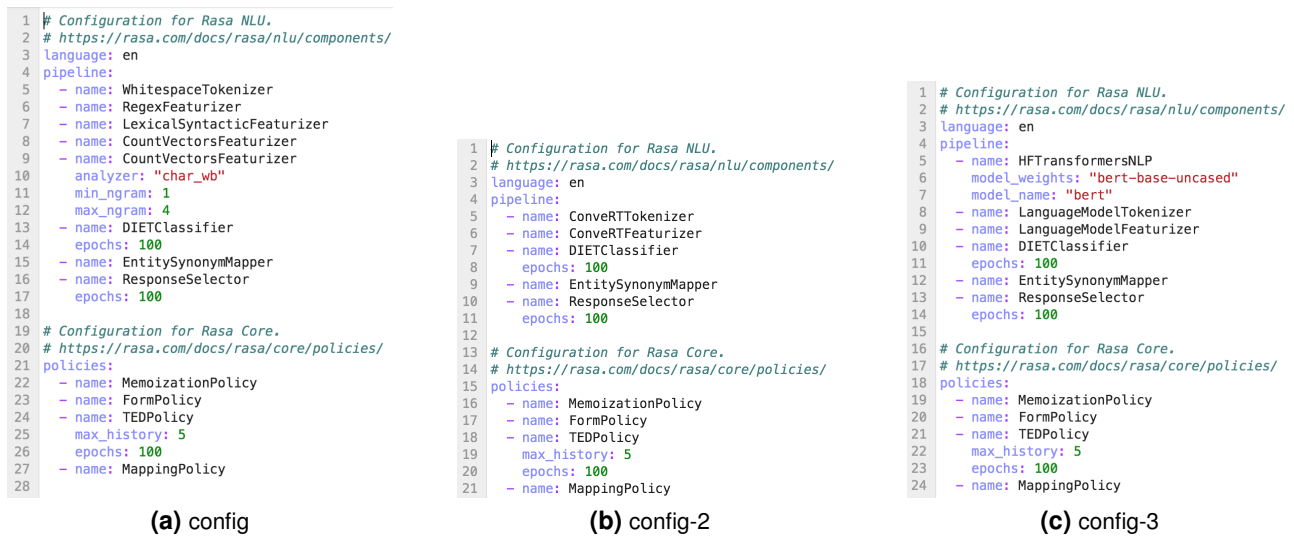 1 # Configuration for Rasa NLU.
2 # https://rasa.com/docs/rasa/nlu/components/
3 language: en
4 pipeline:
5   - name: WhitespaceTokenizer
6   - name: RegexFeaturizer
7   - name: LexicalSyntacticFeaturizer
8   - name: CountVectorsFeaturizer
9   - name: CountVectorsFeaturizer
10     analyzer: "char_wb"
11     min_ngram: 1
12     max_ngram: 4
13   - name: DIETClassifier
14     epochs: 100
15   - name: EntitySynonymMapper
16   - name: ResponseSelector
17     epochs: 100
18
19 # Configuration for Rasa Core.
20 # https://rasa.com/docs/rasa/core/policies/
21 policies:
22   - name: MemoizationPolicy
23   - name: FormPolicy
24   - name: TEDPolicy
25     max_history: 5
26     epochs: 100
27   - name: MappingPolicy
28
(a) config
1 # Configuration for Rasa NLU.
2 # https://rasa.com/docs/rasa/nlu/components/
3 language: en
4 pipeline:
5   - name: ConveRTTokenizer
6   - name: ConveRTFeaturizer
7   - name: DIETClassifier
8     epochs: 100
9   - name: EntitySynonymMapper
10   - name: ResponseSelector
11     epochs: 100
12
13 # Configuration for Rasa Core.
14 # https://rasa.com/docs/rasa/core/policies/
15 policies:
16   - name: MemoizationPolicy
17   - name: FormPolicy
18   - name: TEDPolicy
19     max_history: 5
20     epochs: 100
21   - name: MappingPolicy
(b) config-2
1 # Configuration for Rasa NLU.
2 # https://rasa.com/docs/rasa/nlu/components/
3 language: en
4 pipeline:
5   - name: HFTransformersNLP
6     model_weights: "bert-base-uncased"
7     model_name: "bert"
8   - name: LanguageModelTokenizer
9   - name: LanguageModelFeaturizer
10   - name: DIETClassifier
11     epochs: 100
12   - name: EntitySynonymMapper
13   - name: ResponseSelector
14     epochs: 100
15
16 # Configuration for Rasa Core.
17 # https://rasa.com/docs/rasa/core/policies/
18 policies:
19   - name: MemoizationPolicy
20   - name: FormPolicy
21   - name: TEDPolicy
22     max_history: 5
23     epochs: 100
24   - name: MappingPolicy
(c) config-3